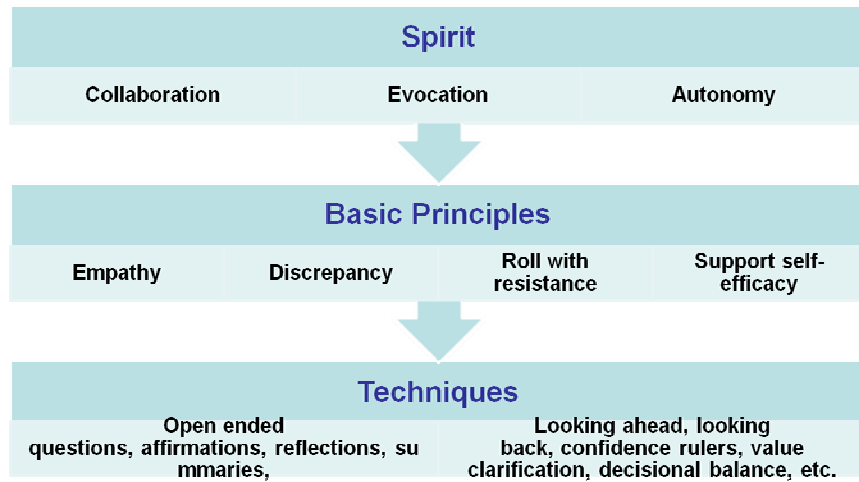 Spirit
Collaboration
Evocation
Autonomy
Basic Principles
Empathy
Discrepancy
Roll with
resistance
Support self-
efficacy
Techniques
Open ended
questions, affirmations, reflections, su
mmaries,
Looking ahead, looking
back, confidence rulers, value
clarification, decisional balance, etc.